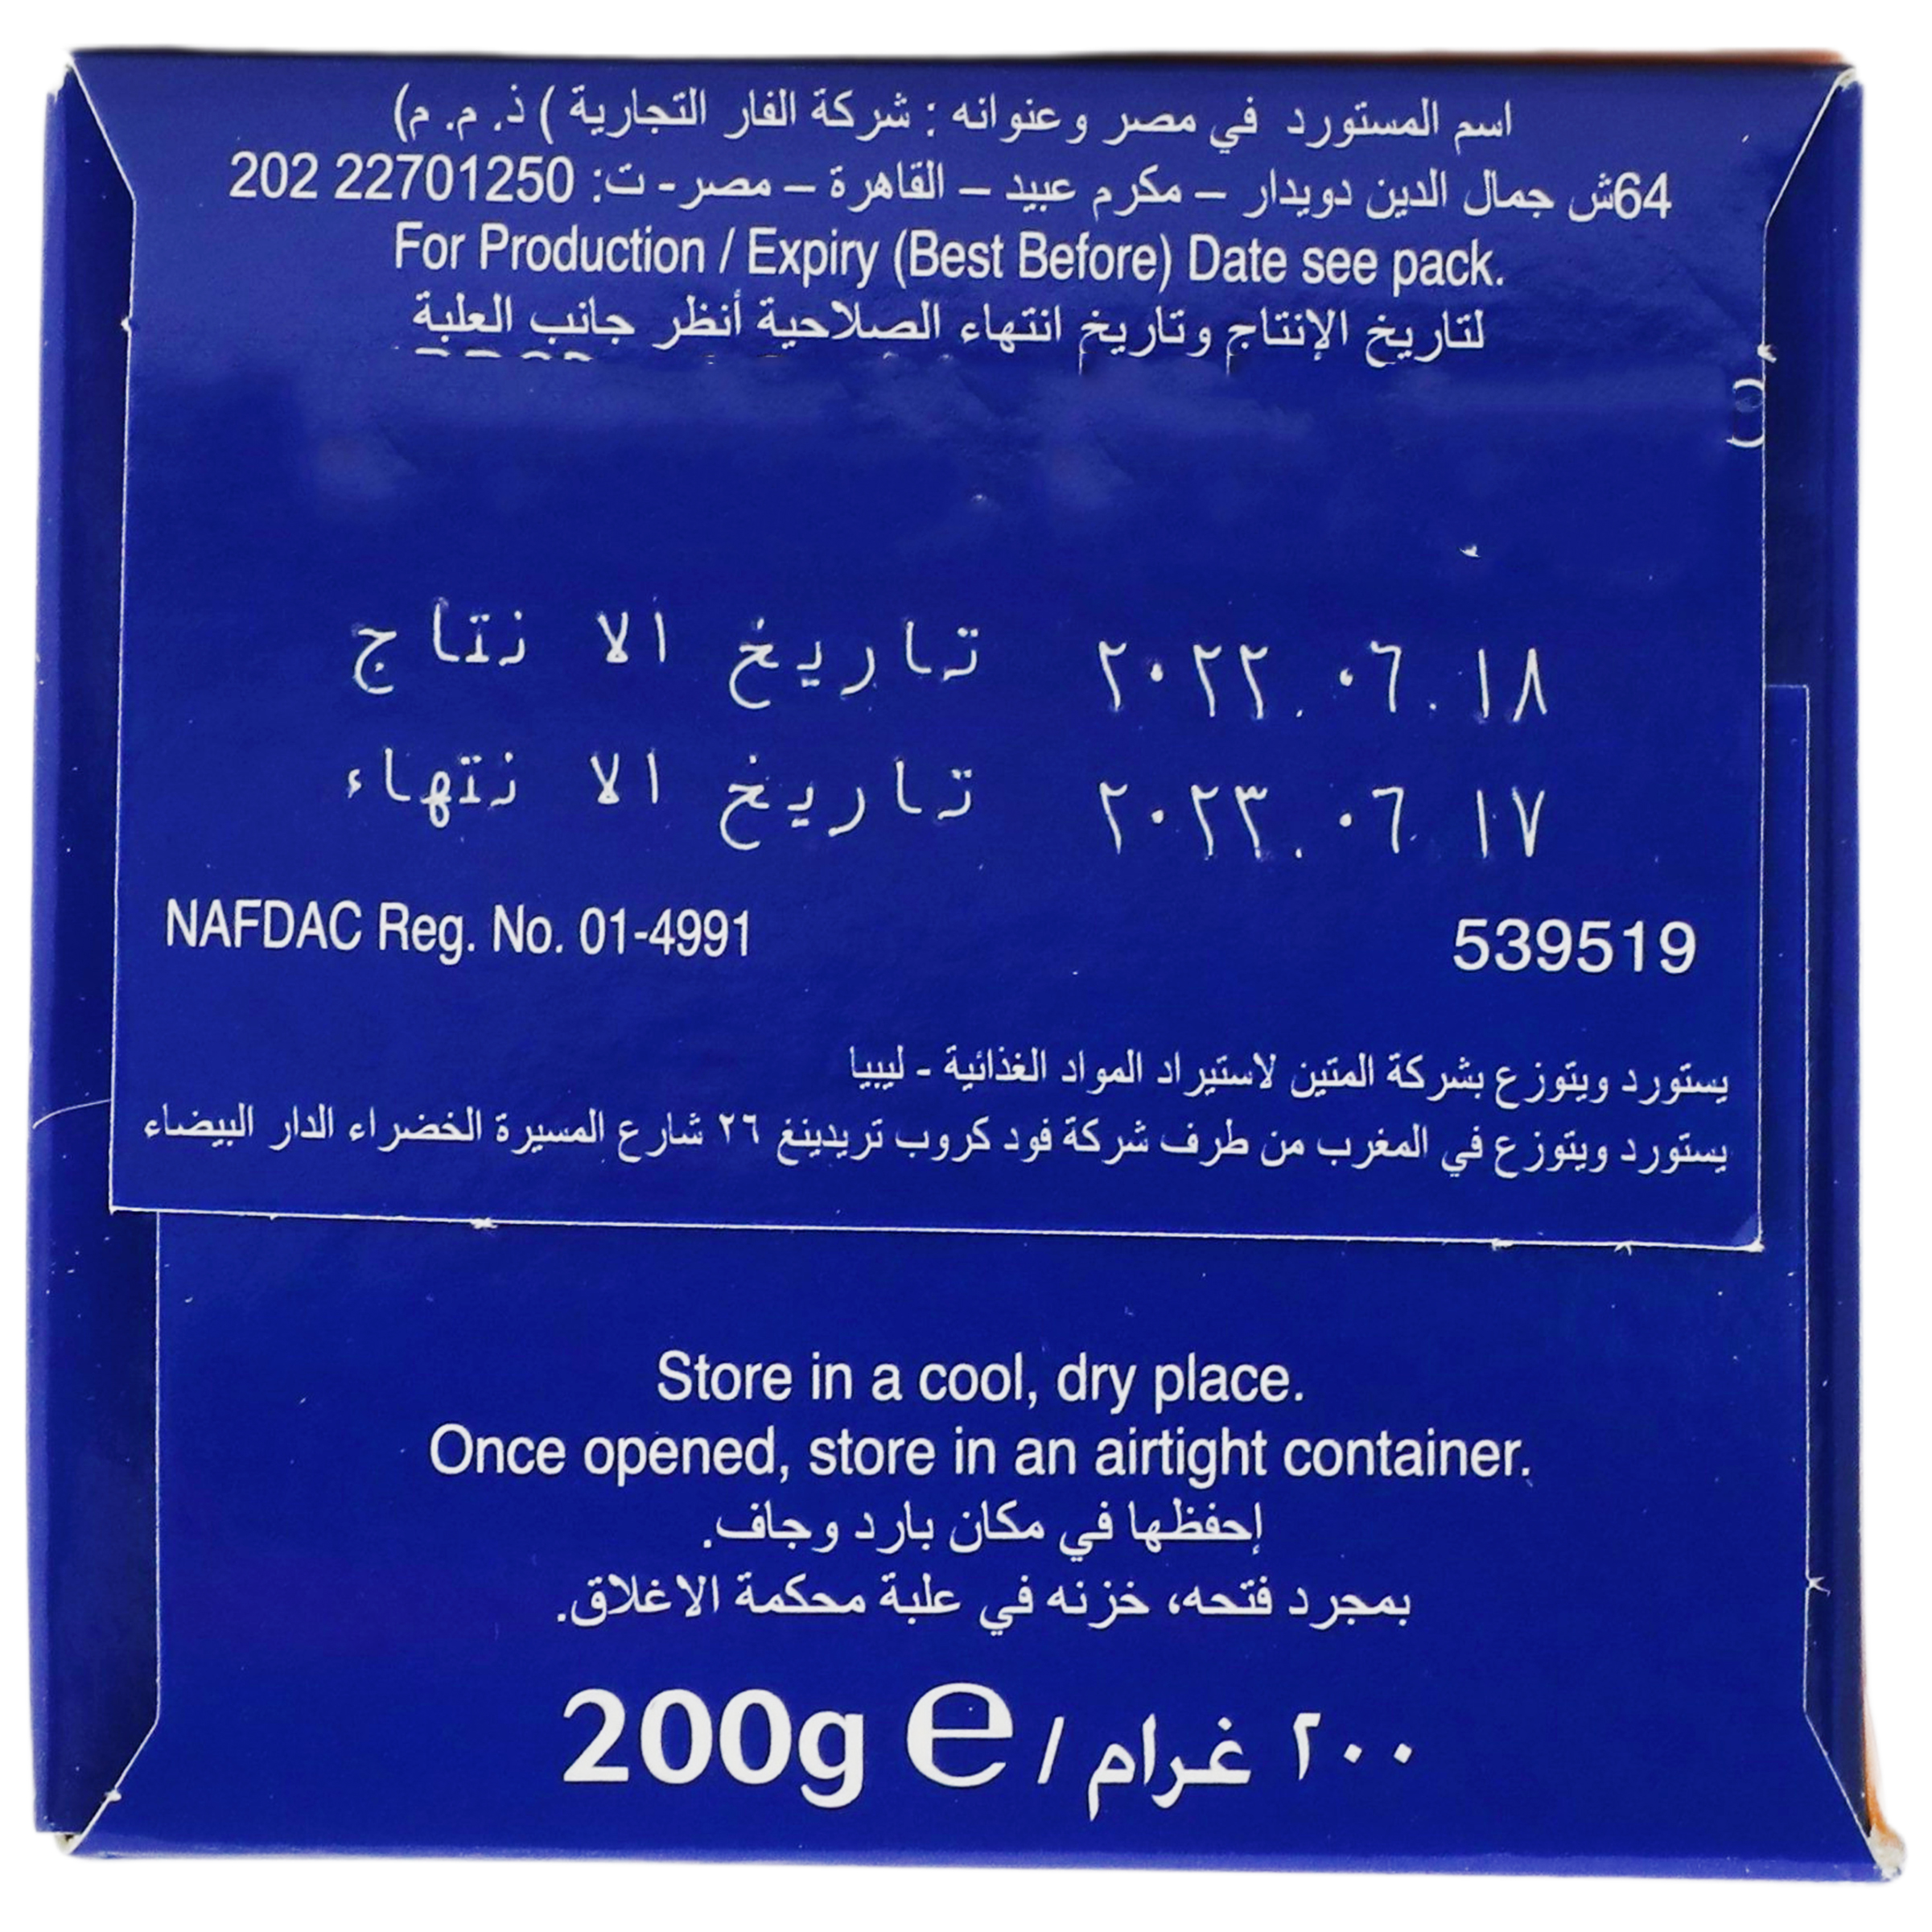 اسم المستورد في مصر وعنوانه : شركة الفار التجارية ) ذ. م. م)
64ش جمال الدين دويدار – مكرم عبيد – القاهرة – مصر- ت: 22701250 202
For Production / Expiry (Best Before) Date see pack.
لتاريخ الإنتاج وتاريخ انتهاء الصلاحية أنظر جانب العلبة
تاريخ الا نتاج ١٨ . ٠٦ . ٢٠٢٢
تاريخ الا نتهاء ١٧ ٠٦ . ٢٠٢٣
NAFDAC Reg. No. 01-4991 539519
يستورد ويتوزع بشركة المتين لاستيراد المواد الغذائية - ليبيا
يستورد ويتوزع في المغرب من طرف شركة فود كروب تريدينغ ٢٦ شارع المسيرة الخضراء الدار البيضاء
Store in a cool, dry place.
Once opened, store in an airtight container.
إحفظها في مكان بارد وجاف.
بمجرد فتحه، خزنه في علبة محكمة الاغلاق.
200g e / ٢٠٠ غرام